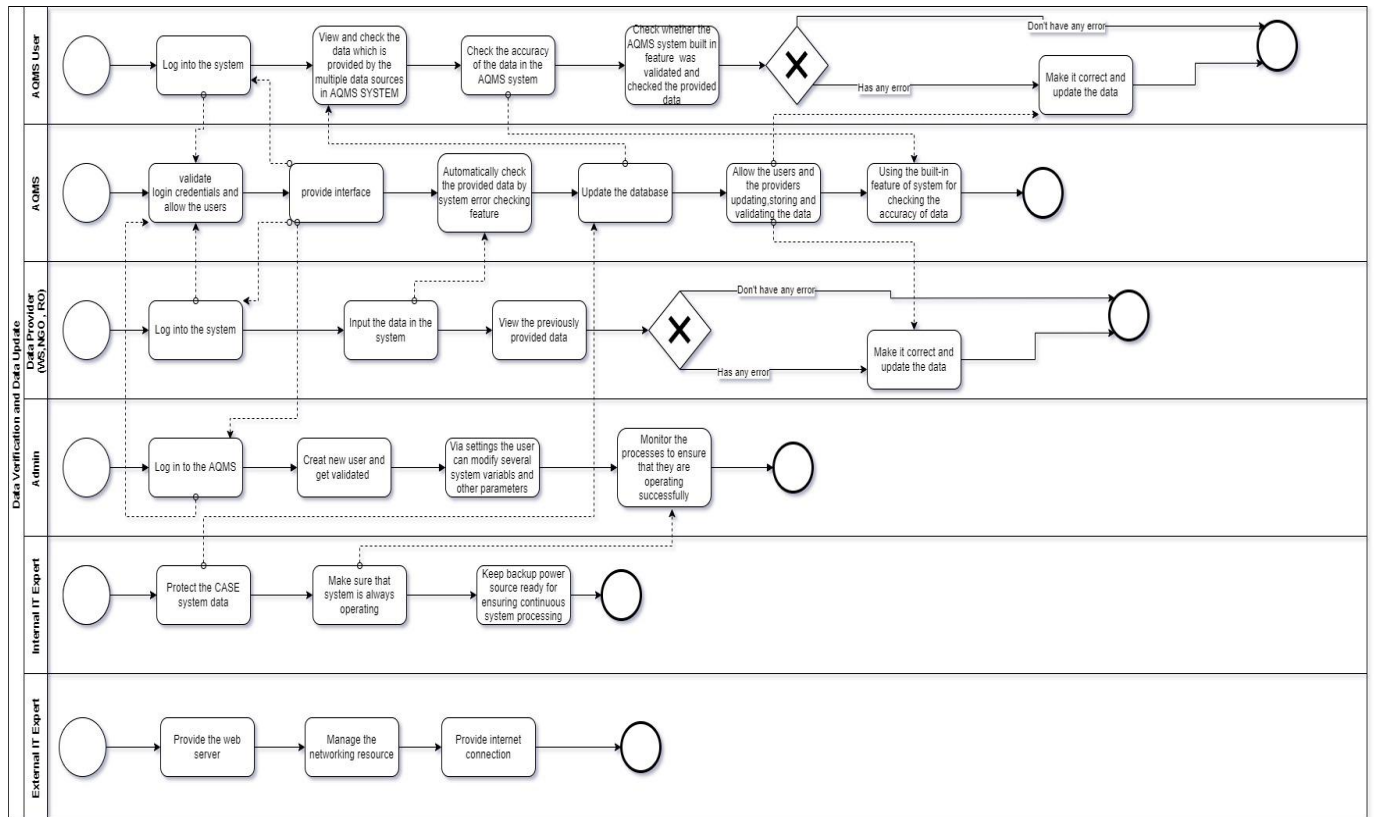 Data Verification and Data Update
AQMS User
Log into the system
View and check the
data which is
provided by the
multiple data sources
in AQMS SYSTEM
Check the accuracy
of the data in the
AQMS system
Check whether the
AQMS system built in
feature was
validated and
checked the provided
data
Don't have any error
Has any error
Make it correct and
update the data
AQMS
validate
login credentials and
allow the users
provide interface
Automatically check
the provided data by
system error checking
feature
Update the database
Allow the users and
the providers
updating,storing and
validating the data
Using the built-in
feature of system for
checking the
accuracy of data
Data Provider
(WS,NGO , RO)
Log into the system
Input the data in the
system
View the previously
provided data
Don't have any error
Has any error
Make it correct and
update the data
Admin
Log in to the AQMS
Creat new user and
get validated
Via settings the user
can modify several
system variabls and
other parameters
Monitor the
processes to ensure
that they are
operating
successfully
Internal IT Expert
Protect the CASE
system data
Make sure that
system is always
operating
Keep backup power
source ready for
ensuring continuous
system processing
External IT Expert
Provide the web
server
Manage the
networking resource
Provide internet
connection